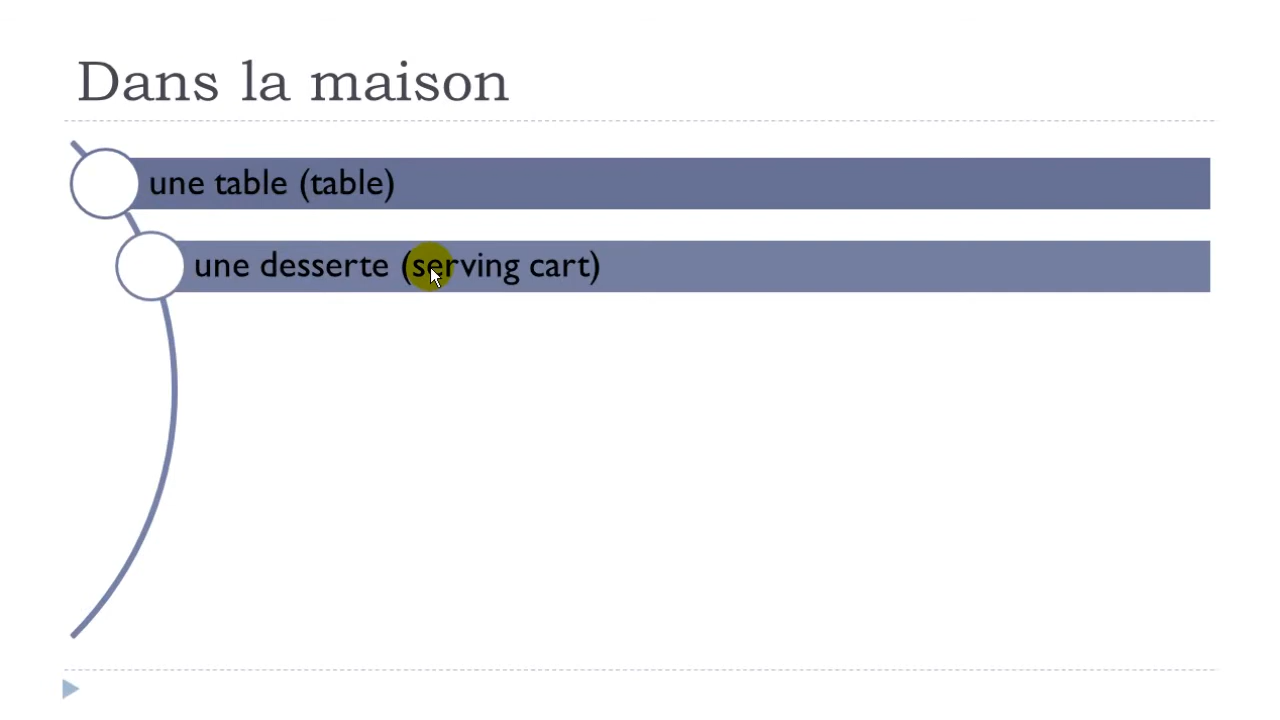 Dans la maison
une table (table)
une desserte (serving cart)